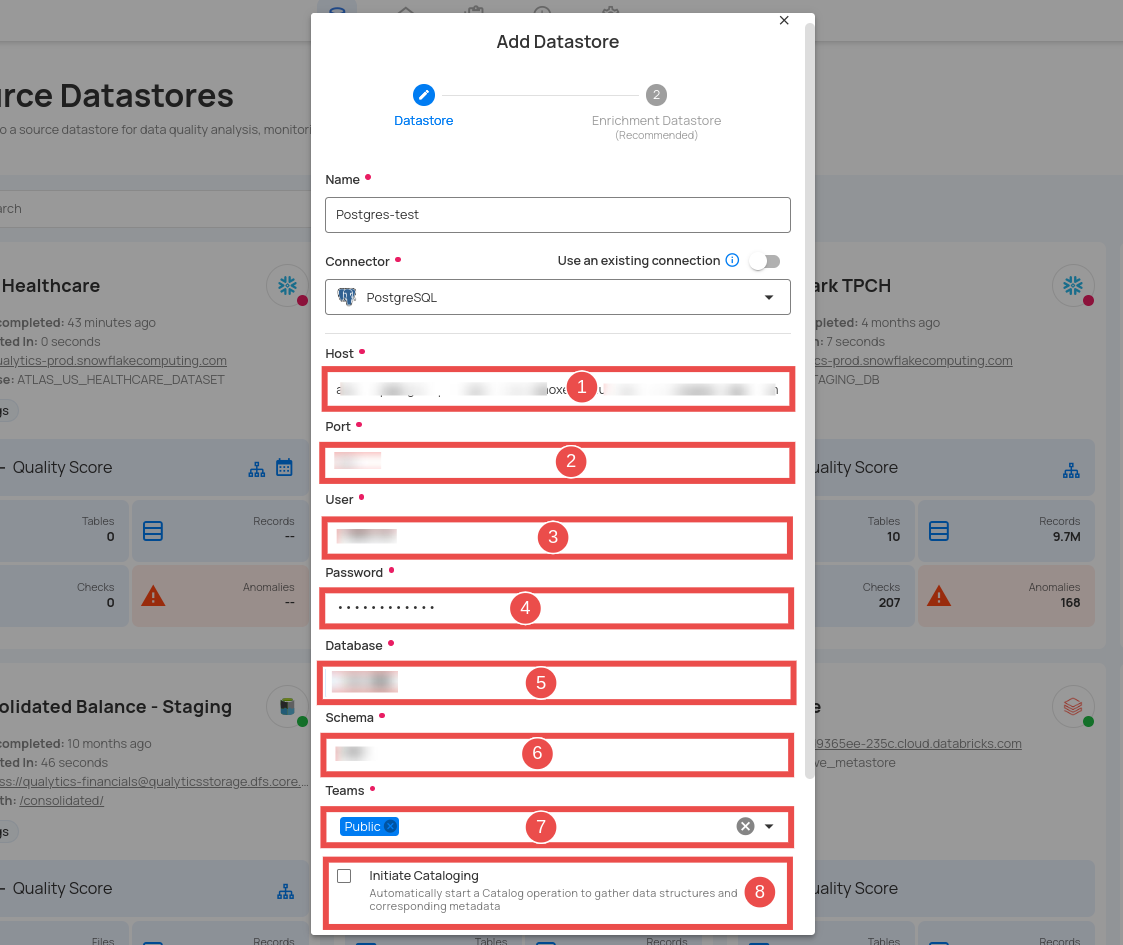 Add Datastore
2
Datastore
Enrichment Datastore
(Recommended)
rce Datastores
o a source datastore for data quality analysis, monitori
arch
Name
Postgres-test
Connector
Use an existing connection
PostgreSQL
Host
1
Port
2
User
3
Password
4
Database
5
Schema
6
Teams
Public
7
Initiate Cataloging
Automatically start a Catalog operation to gather data structures and
corresponding metadata
8
Healthcare
completed: 43 minutes ago
ted In: 0 seconds
ualytics-prod.snowflakecomputing.com
se: ATLAS_US_HEALTHCARE_DATASET
gs
– Quality Score
Tables
0
Records
--
Checks
0
Anomalies
--
ark TPCH
pleted: 4 months ago
n: 7 seconds
cs-prod.snowflakecomputing.com
TAGING_DB
uality Score
Tables
10
Records
9.7M
Checks
207
Anomalies
168
olidated Balance - Staging
completed: 10 months ago
ted In: 46 seconds
ss://qualytics-financials@qualyticsstorage.dfs.core....
th: /consolidated/
gs
– Quality Score
Files
Records
Tables
Records
e
9365ee-235c.cloud.databricks.com
ve_metastore
uality Score
Tables
Records